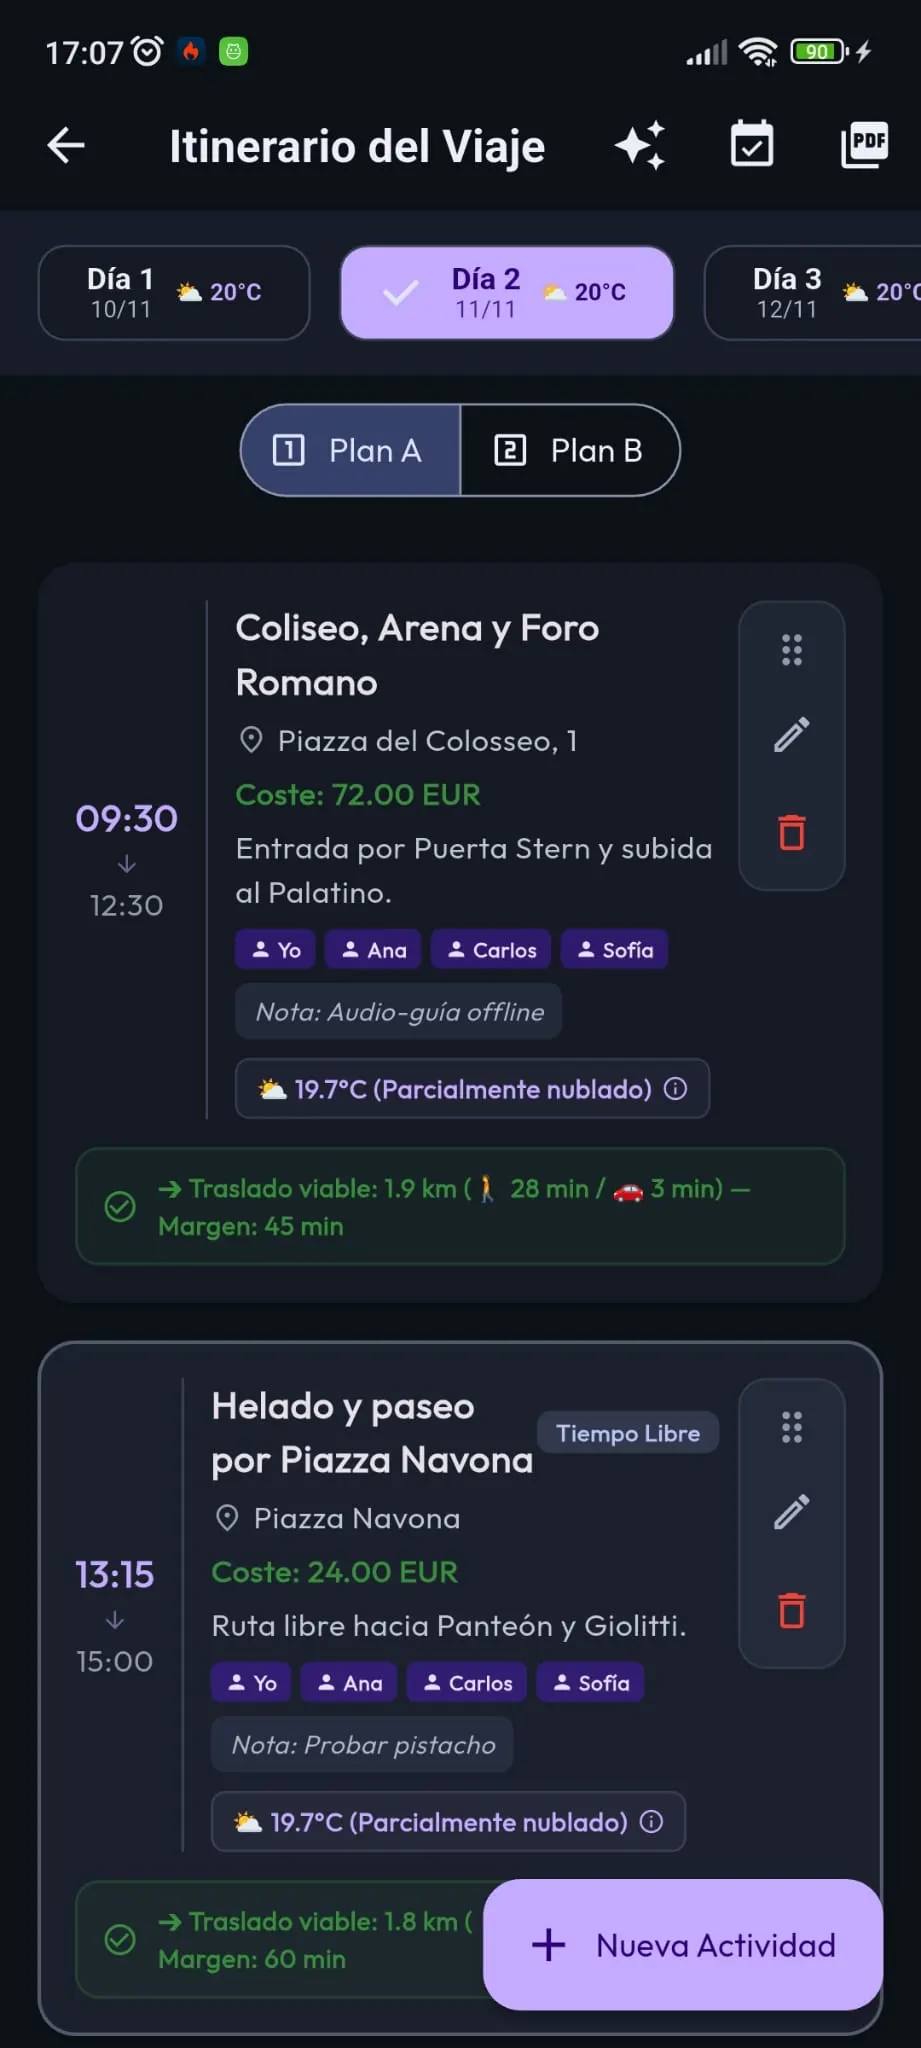 17:07
90
Itinerario del Viaje
PDF
Día 1
10/11
20°C
Día 2
11/11
20°C
Día 3
12/11
20°C
1 Plan A
2 Plan B
09:30
12:30
Coliseo, Arena y Foro
Romano
Piazza del Colosseo, 1
Coste: 72.00 EUR
Entrada por Puerta Stern y subida
al Palatino.
Yo Ana Carlos Sofía
Nota: Audio-guía offline
19.7°C (Parcialmente nublado)
➔ Traslado viable: 1.9 km (🚶 28 min / 🚗 3 min) —
Margen: 45 min
13:15
15:00
Helado y paseo
por Piazza Navona
Tiempo Libre
Piazza Navona
Coste: 24.00 EUR
Ruta libre hacia Panteón y Giolitti.
Yo Ana Carlos Sofía
Nota: Probar pistacho
19.7°C (Parcialmente nublado)
➔ Traslado viable: 1.8 km (
Margen: 60 min
+ Nueva Actividad